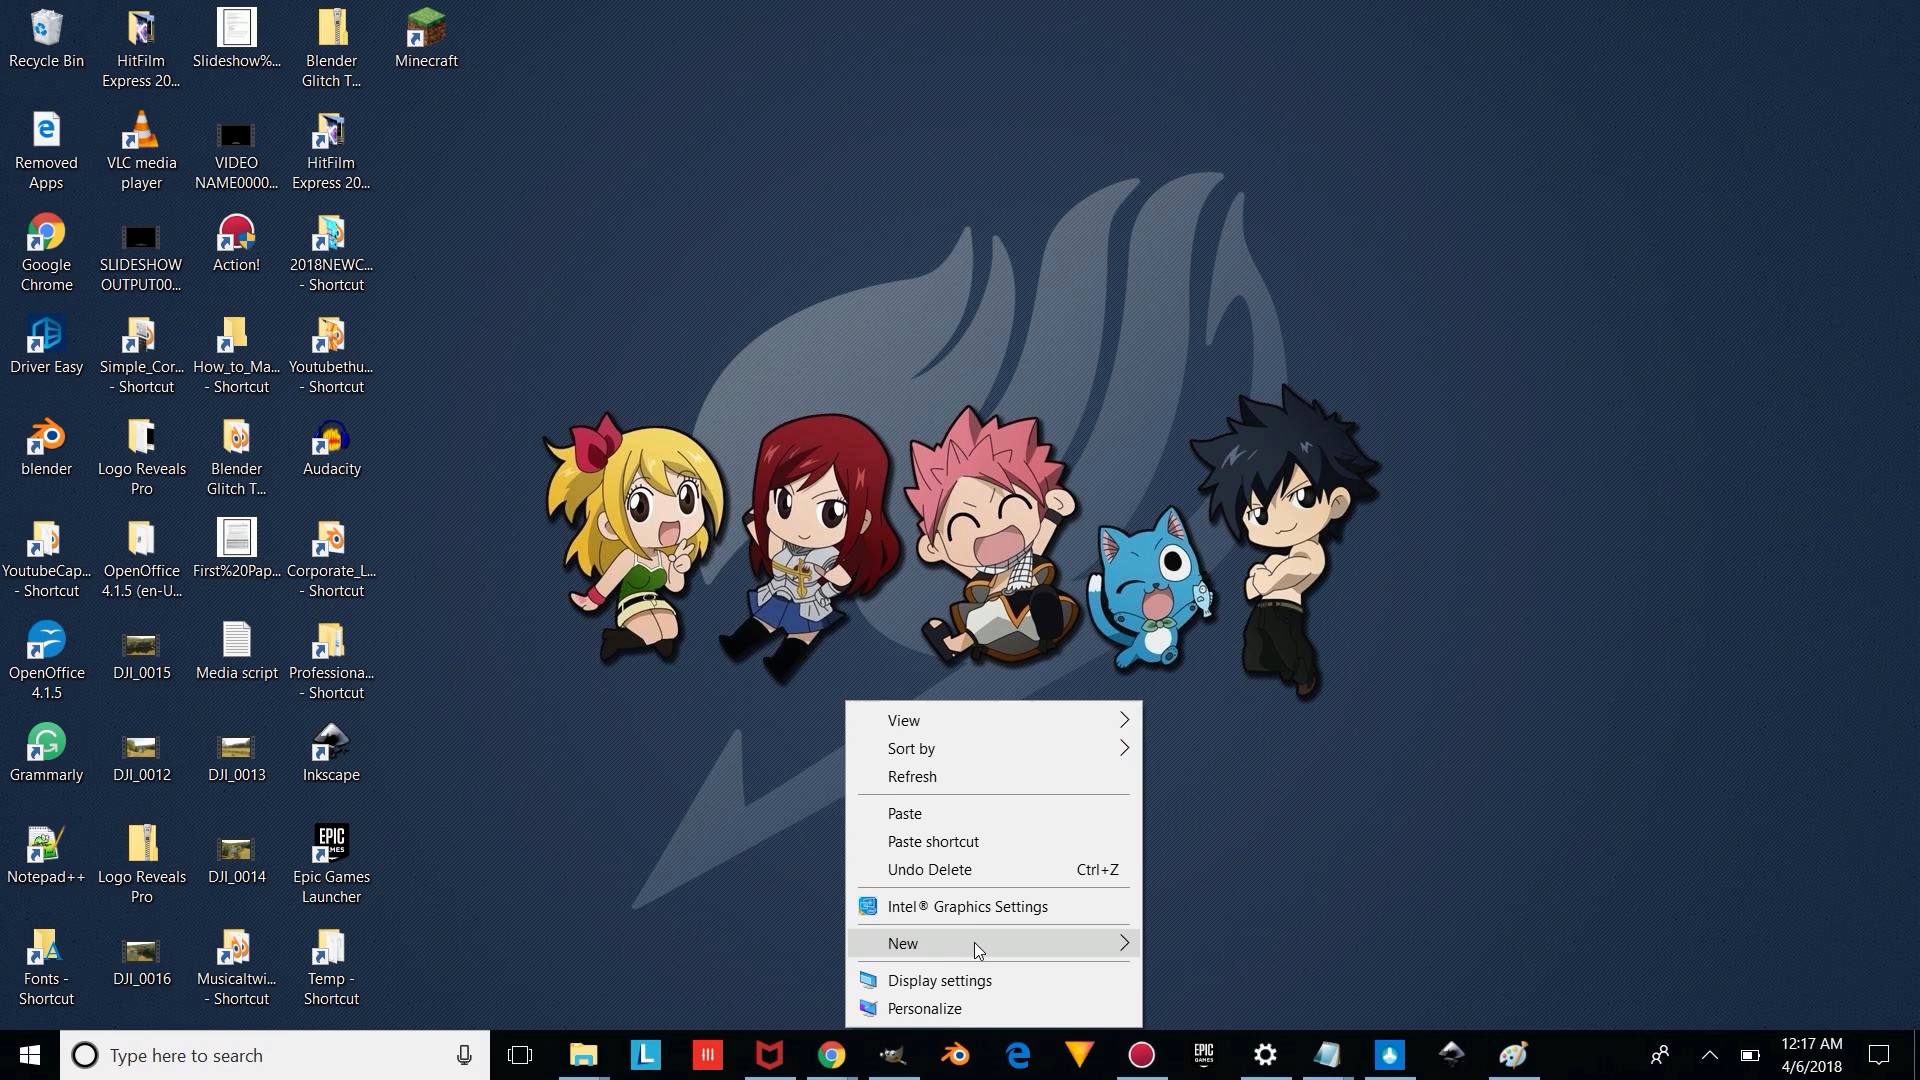 Recycle Bin
HitFilm
Express 20...
Slideshow%...
Blender
Glitch T...
Minecraft
Removed
Apps
VLC media
player
VIDEO
NAME0000...
HitFilm
Express 20...
Google
Chrome
SLIDESHOW
OUTPUT00...
Action!
2018NEWC...
- Shortcut
Driver Easy
Simple_Cor...
- Shortcut
How_to_Ma...
- Shortcut
Youtubethu...
- Shortcut
blender
Logo Reveals
Pro
Blender
Glitch T...
Audacity
YoutubeCap...
- Shortcut
OpenOffice
4.1.5 (en-U...
First%20Pap...
Corporate_L...
- Shortcut
OpenOffice
4.1.5
DJI_0015
Media script
Professiona...
- Shortcut
Grammarly
DJI_0012
DJI_0013
Inkscape
Notepad++
Logo Reveals
Pro
DJI_0014
EPIC
GAMES
Epic Games
Launcher
Fonts -
Shortcut
DJI_0016
Musicaltwi...
- Shortcut
Temp -
Shortcut
View
Sort by
Refresh
Paste
Paste shortcut
Undo Delete Ctrl+Z
Intel® Graphics Settings
New
Display settings
Personalize
Type here to search
L
EPIC
GAMES
12:17 AM
4/6/2018